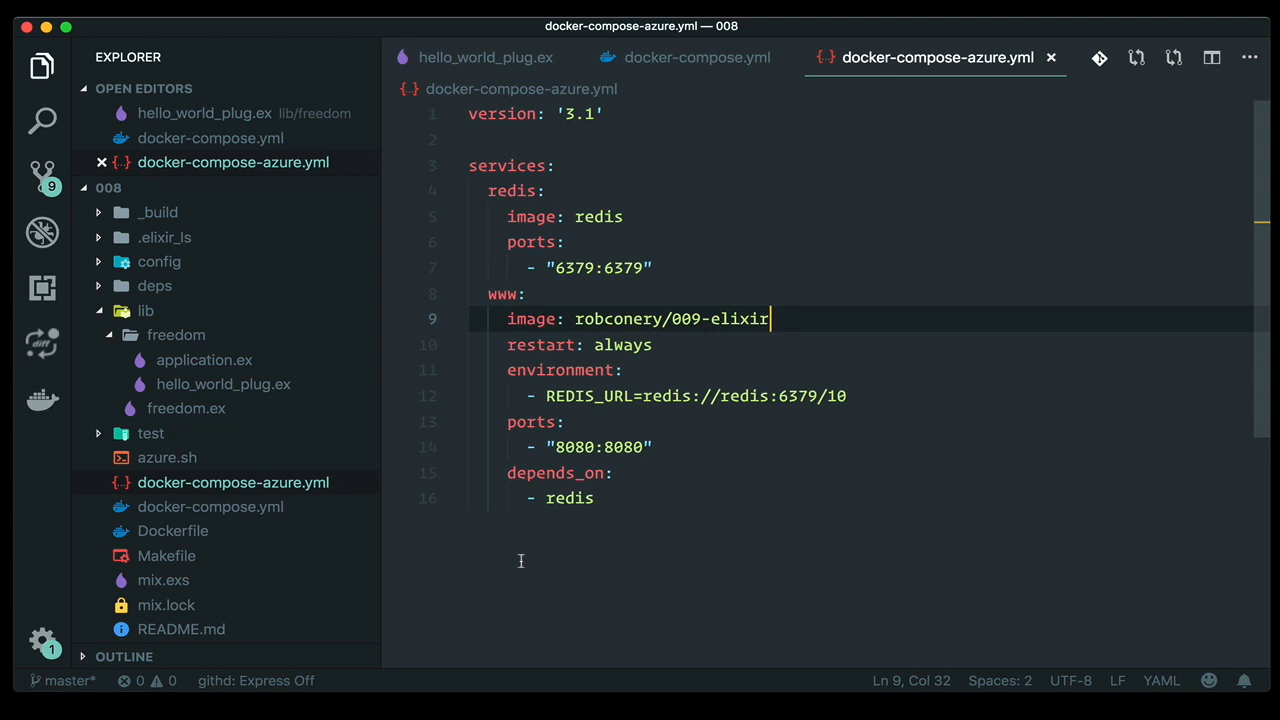 docker-compose-azure.yml — 008
EXPLORER
OPEN EDITORS
hello_world_plug.ex lib/freedom
docker-compose.yml
docker-compose-azure.yml
9
008
_build
.elixir_ls
config
deps
lib
freedom
application.ex
hello_world_plug.ex
freedom.ex
test
azure.sh
docker-compose-azure.yml
docker-compose.yml
Dockerfile
Makefile
mix.exs
mix.lock
README.md
1
OUTLINE
hello_world_plug.ex docker-compose.yml docker-compose-azure.yml
docker-compose-azure.yml
1 version: '3.1'
2
3 services:
4 redis:
5 image: redis
6 ports:
7 - "6379:6379"
8 www:
9 image: robconery/009-elixir
10 restart: always
11 environment:
12 - REDIS_URL=redis://redis:6379/10
13 ports:
14 - "8080:8080"
15 depends_on:
16 - redis
master* 0 0 githd: Express Off Ln 9, Col 32 Spaces: 2 UTF-8 LF YAML